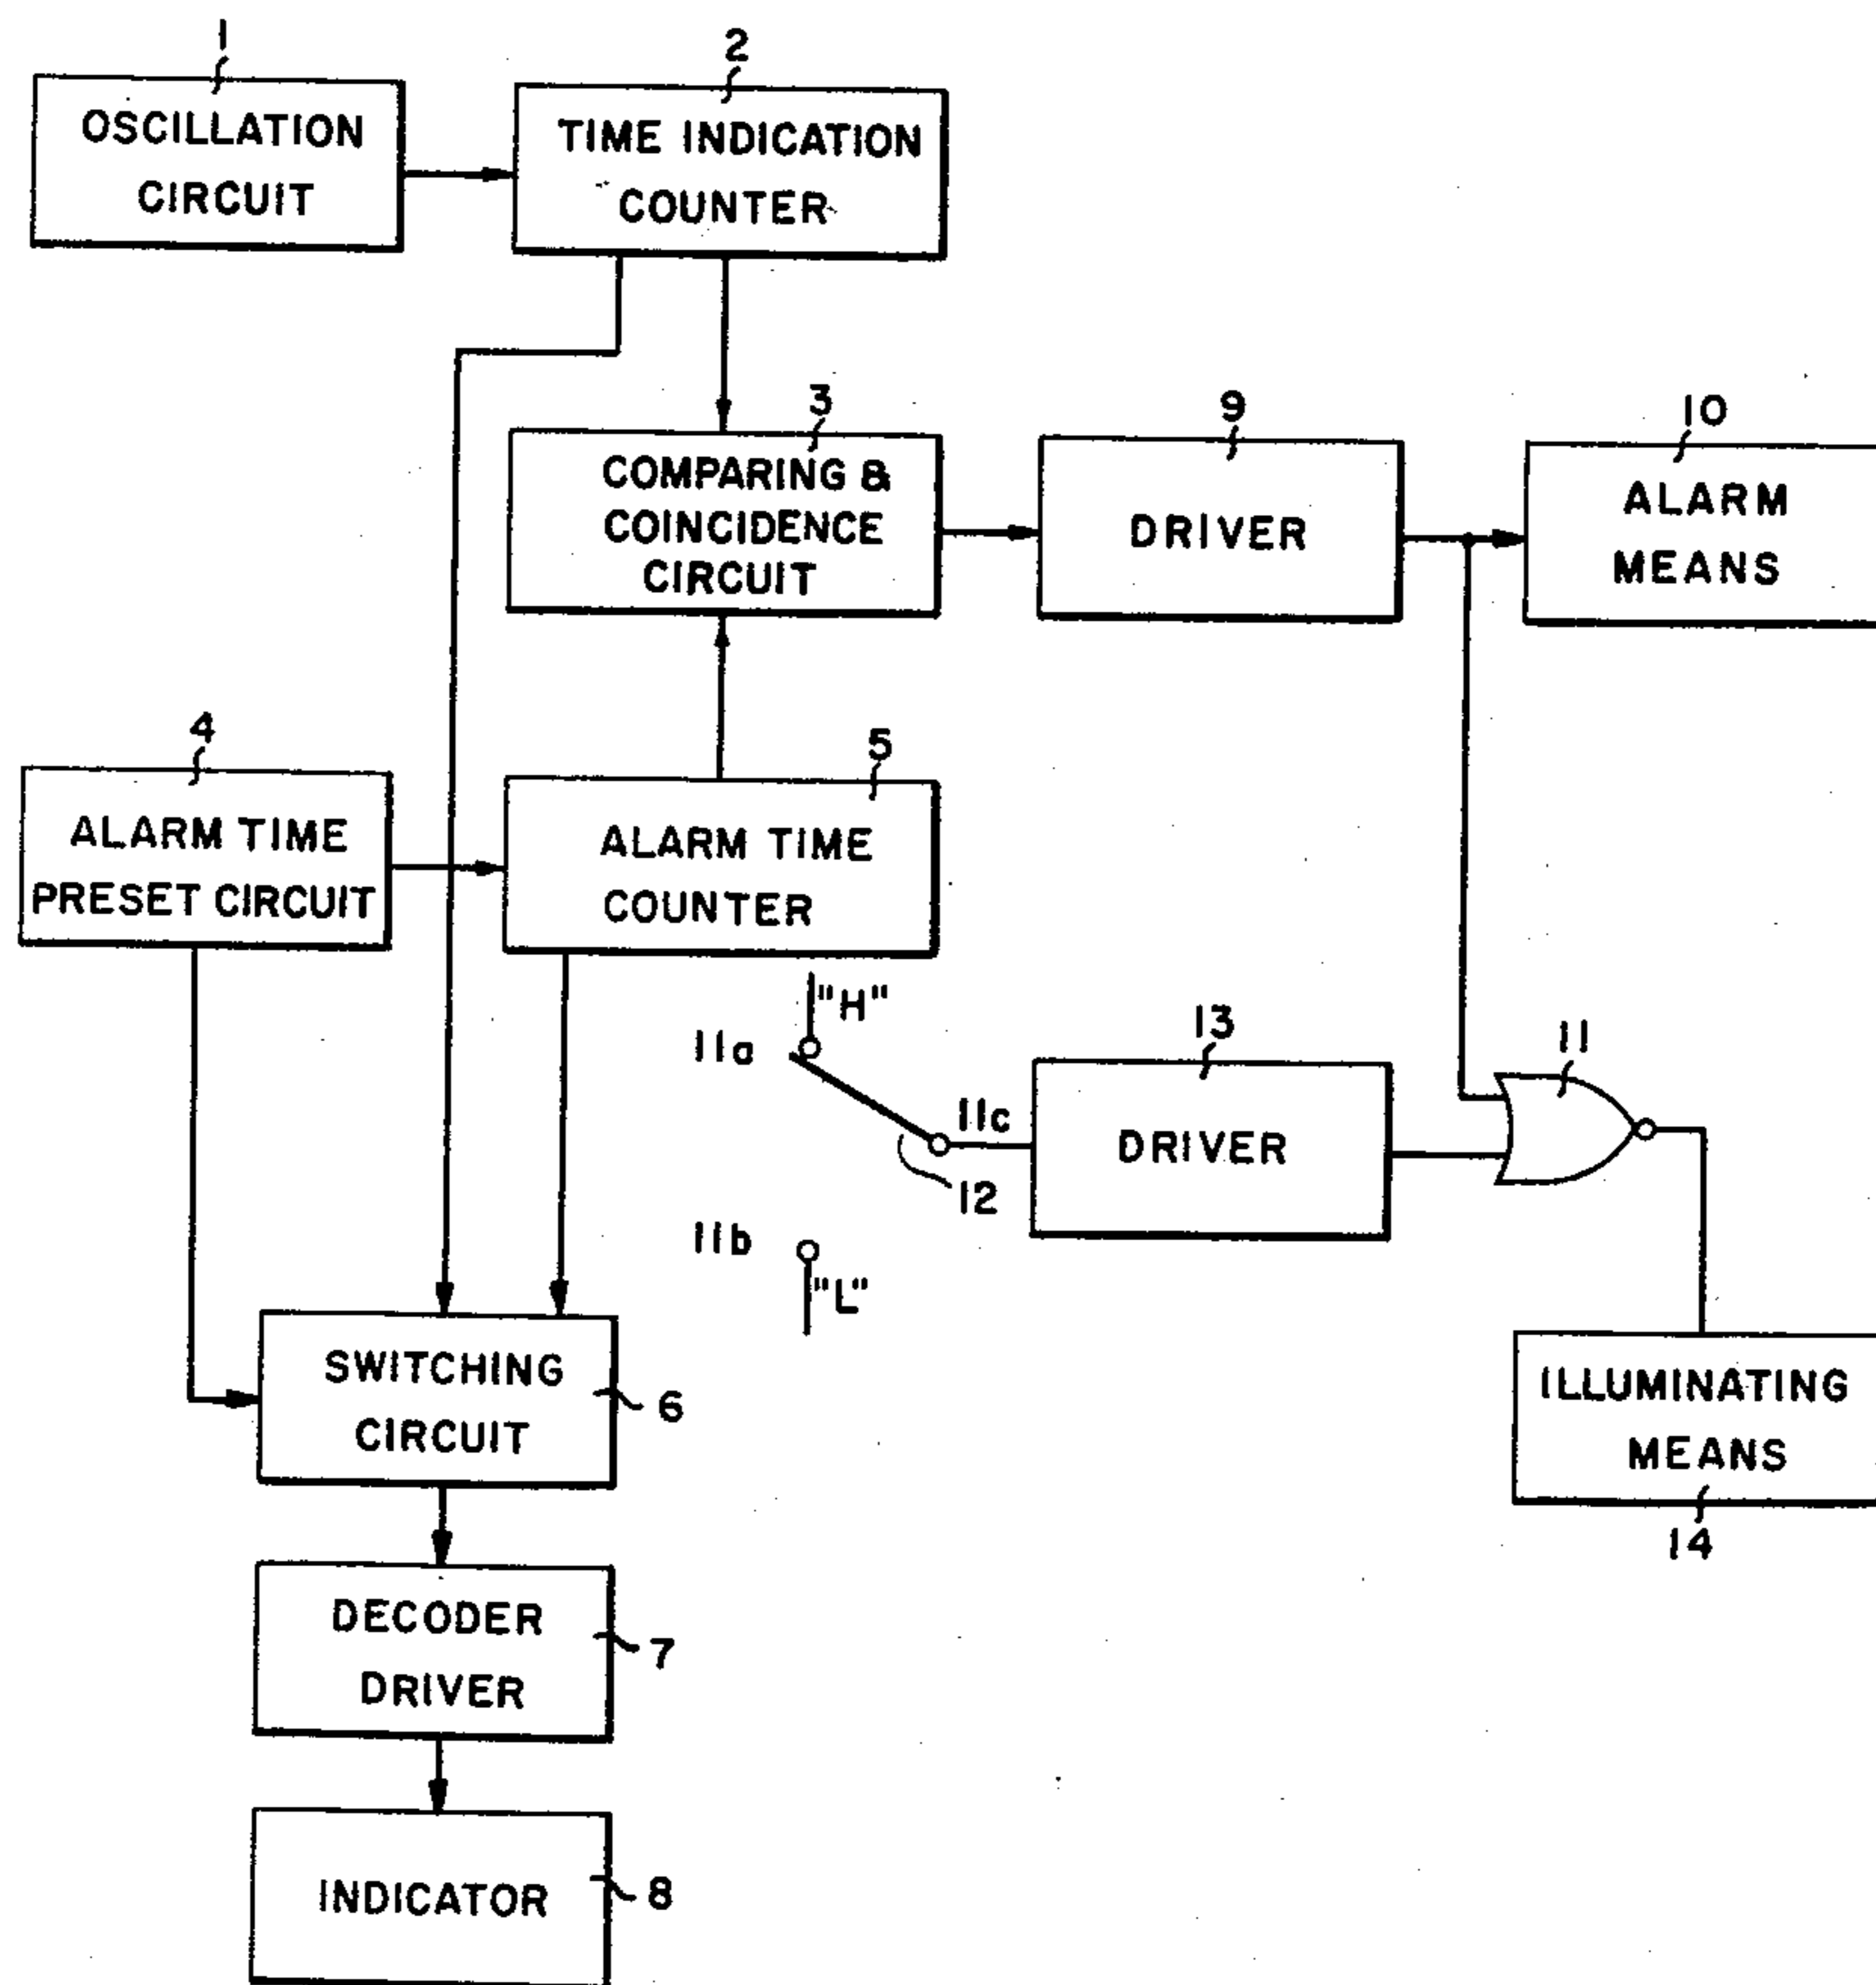 1
OSCILLATION
CIRCUIT
2
TIME INDICATION
COUNTER
3
COMPARING &
COINCIDENCE
CIRCUIT
9
DRIVER
10
ALARM
MEANS
4
ALARM TIME
PRESET CIRCUIT
5
ALARM TIME
COUNTER
"H"
11a
11c
12
11b
"L"
13
DRIVER
11
SWITCHING
CIRCUIT
6
ILLUMINATING
MEANS
14
DECODER
DRIVER
7
INDICATOR
8